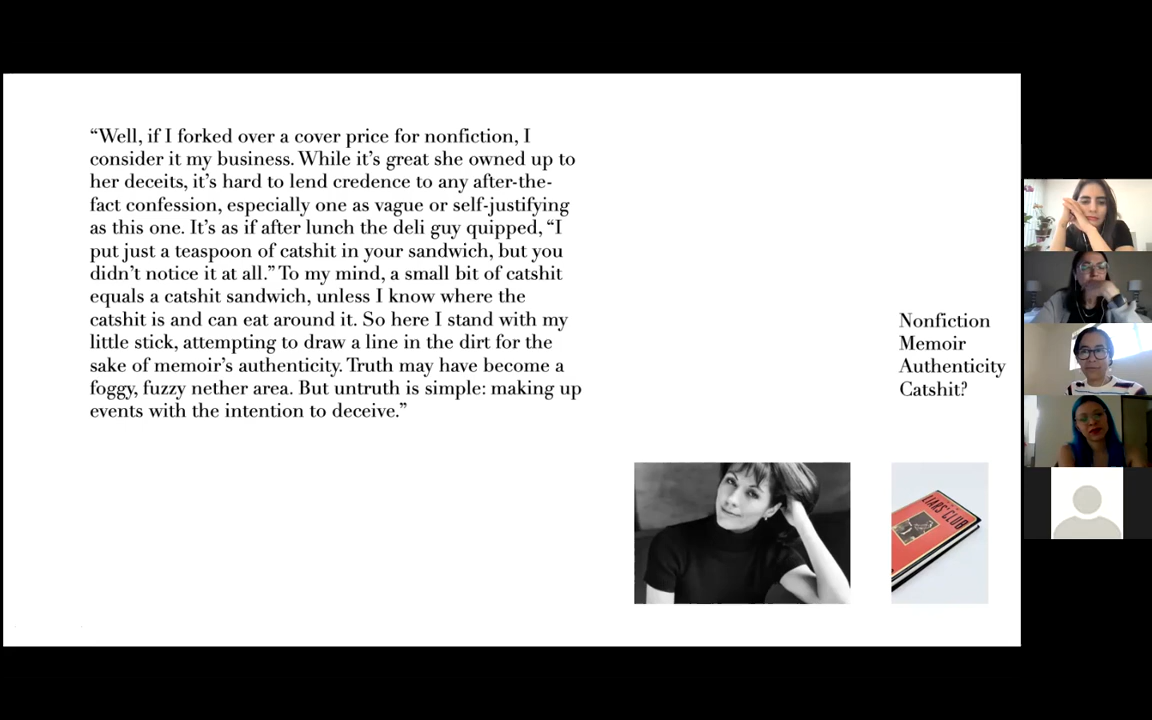 “Well, if I forked over a cover price for nonfiction, I
consider it my business. While it’s great she owned up to
her deceits, it’s hard to lend credence to any after-the-
fact confession, especially one as vague or self-justifying
as this one. It’s as if after lunch the deli guy quipped, “I
put just a teaspoon of catshit in your sandwich, but you
didn’t notice it at all.” To my mind, a small bit of catshit
equals a catshit sandwich, unless I know where the
catshit is and can eat around it. So here I stand with my
little stick, attempting to draw a line in the dirt for the
sake of memoir’s authenticity. Truth may have become a
foggy, fuzzy nether area. But untruth is simple: making up
events with the intention to deceive.”
Nonfiction
Memoir
Authenticity
Catshit?
LIARS’ CLUB